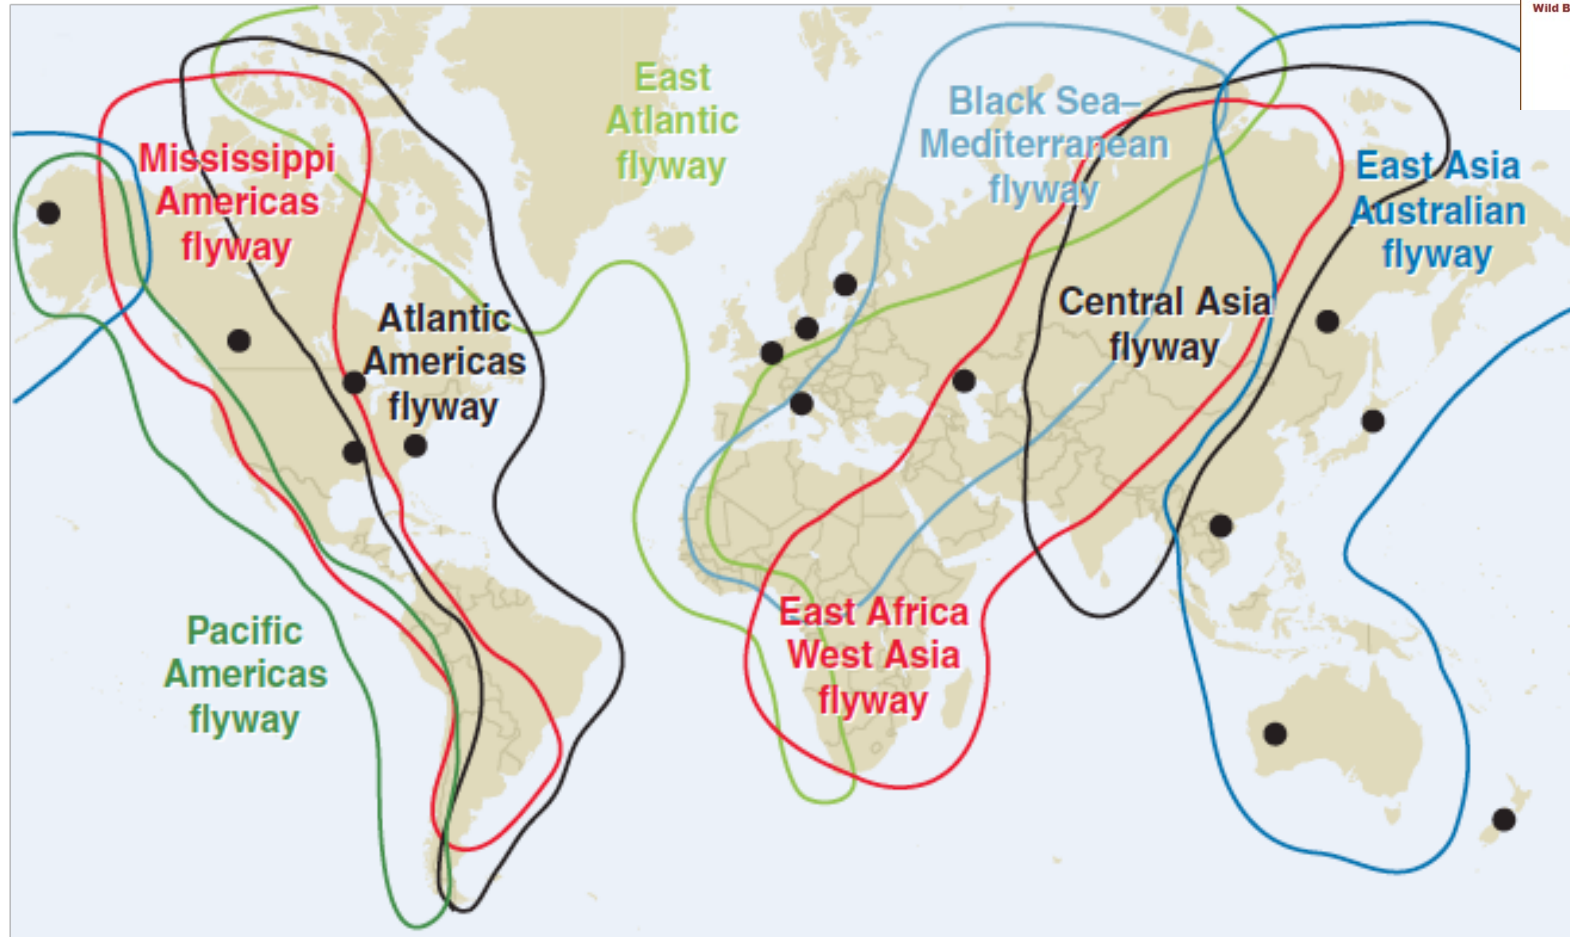 Wild B
East
Atlantic
flyway
Black Sea–
Mediterranean
flyway
Mississippi
Americas
flyway
East Asia
Australian
flyway
Atlantic
Americas
flyway
Central Asia
flyway
East Africa
West Asia
flyway
Pacific
Americas
flyway